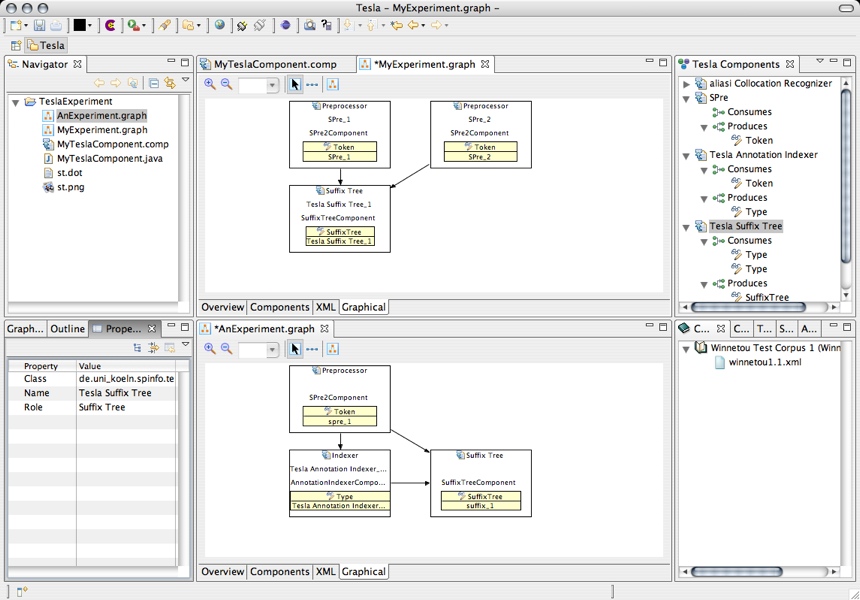 Tesla - MyExperiment.graph -
Tesla
Navigator
TeslaExperiment
AnExperiment.graph
MyExperiment.graph
MyTeslaComponent.comp
MyTeslaComponent.java
st.dot
st.png
MyTeslaComponent.comp
*MyExperiment.graph
Preprocessor
SPre_1
SPre2Component
Token
SPre_1
Preprocessor
SPre_2
SPre2Component
Token
SPre_2
Suffix Tree
Tesla Suffix Tree_1
SuffixTreeComponent
SuffixTree
Tesla Suffix Tree_1
Overview Components XML Graphical
Tesla Components
aliasi Collocation Recognizer
SPre
Consumes
Produces
Token
Tesla Annotation Indexer
Consumes
Token
Produces
Type
Tesla Suffix Tree
Consumes
Type
Type
Produces
SuffixTree
Graph... Outline Prope...
Property Value
Class de.uni_koeln.spinfo.te
Name Tesla Suffix Tree
Role Suffix Tree
*AnExperiment.graph
Preprocessor
SPre2Component
Token
spre_1
Indexer
Tesla Annotation Indexer_...
AnnotationIndexerCompo...
Type
Tesla Annotation Indexer...
Suffix Tree
SuffixTreeComponent
SuffixTree
suffix_1
Overview Components XML Graphical
C... C... T... S... A...
Winnetou Test Corpus 1 (Winn
winnetou1.1.xml